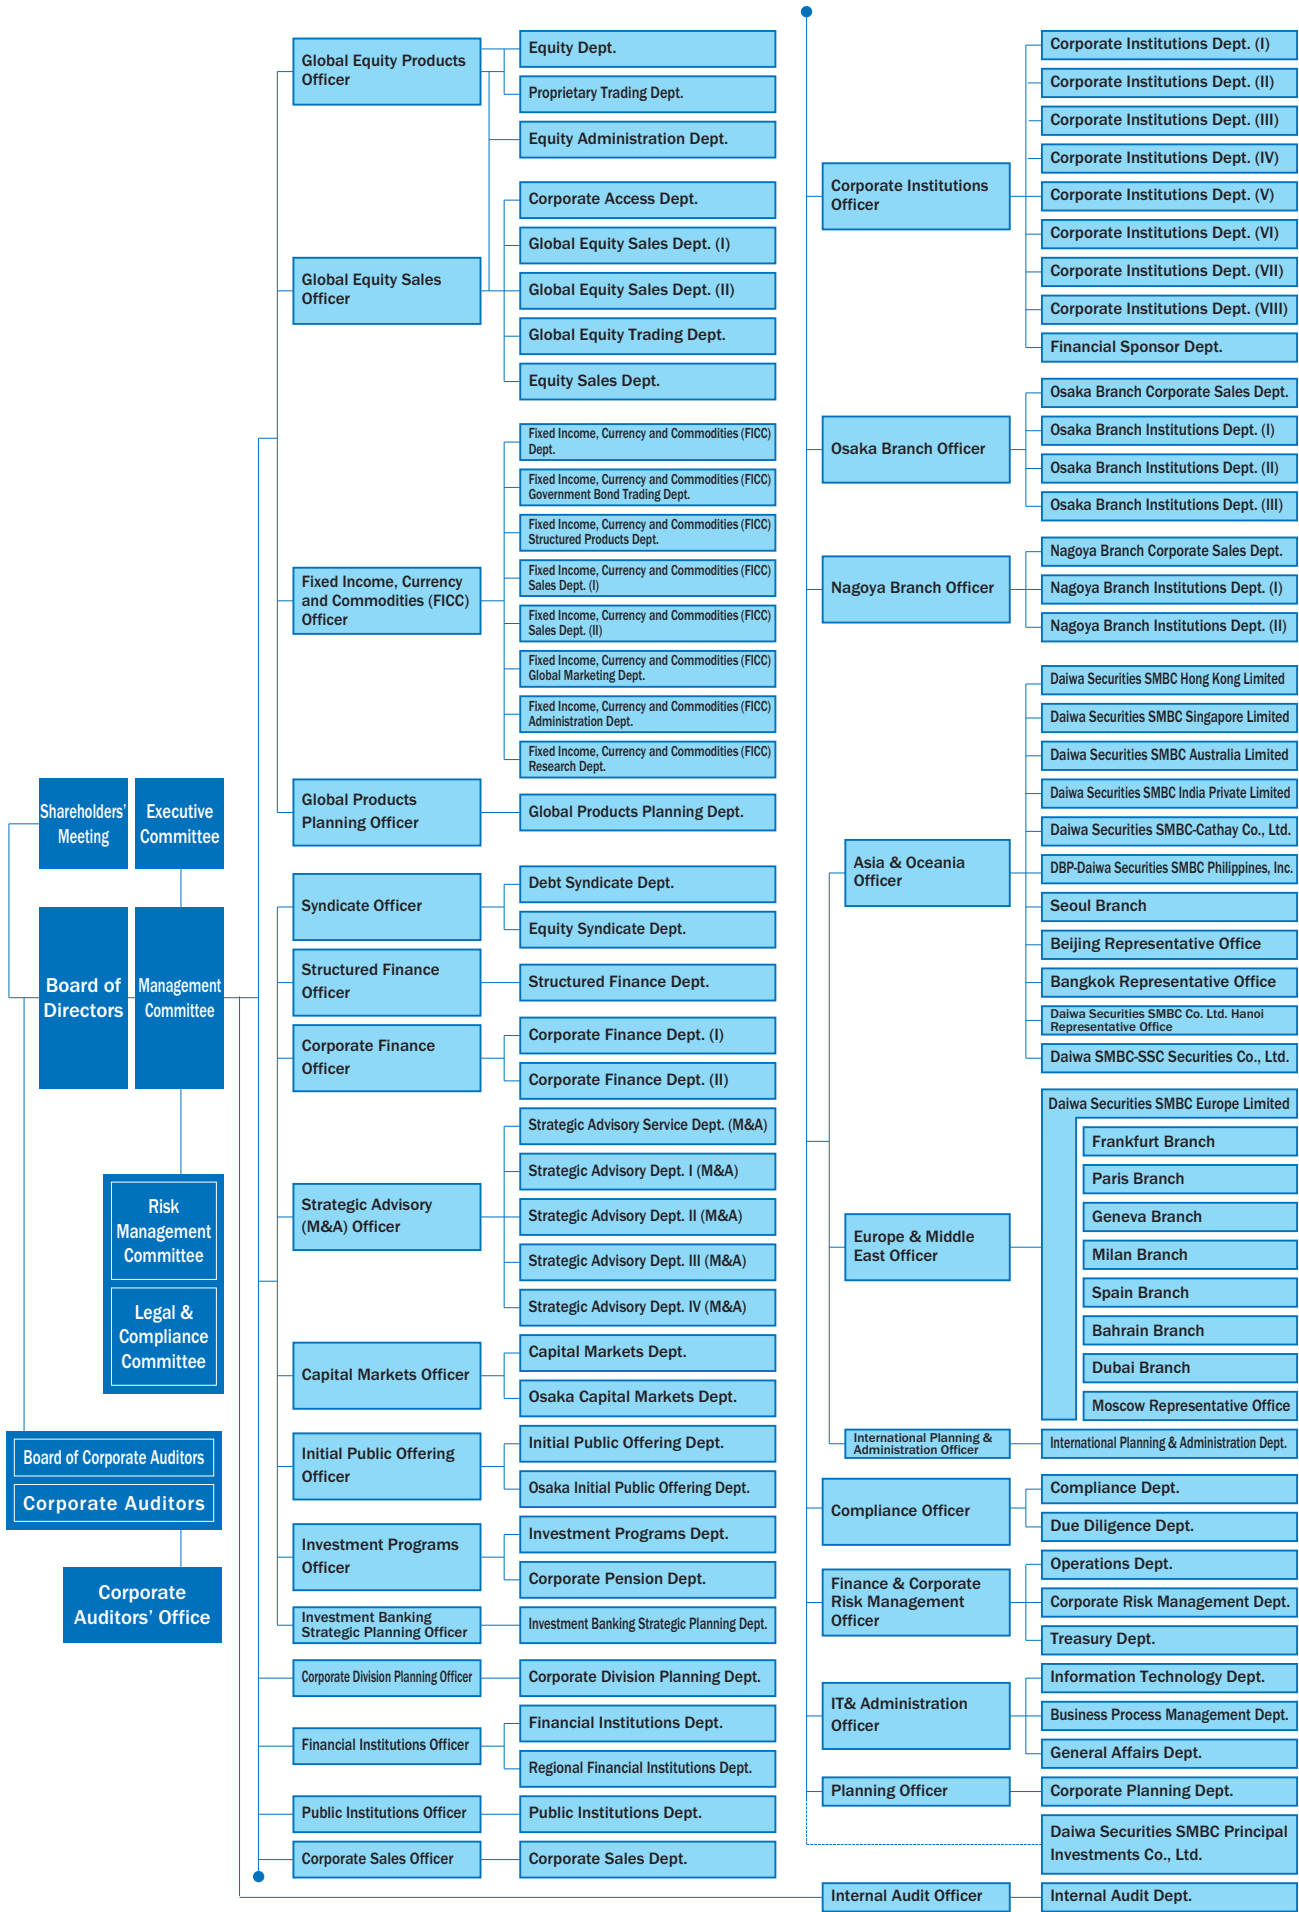 Shareholders'
Meeting
Executive
Committee
Board of
Directors
Management
Committee
Risk
Management
Committee
Legal &
Compliance
Committee
Board of Corporate Auditors
Corporate Auditors
Corporate
Auditors' Office
Global Equity Products
Officer
Equity Dept.
Proprietary Trading Dept.
Equity Administration Dept.
Global Equity Sales
Officer
Corporate Access Dept.
Global Equity Sales Dept. (I)
Global Equity Sales Dept. (II)
Global Equity Trading Dept.
Equity Sales Dept.
Fixed Income, Currency
and Commodities (FICC)
Officer
Fixed Income, Currency and Commodities (FICC)
Dept.
Fixed Income, Currency and Commodities (FICC)
Government Bond Trading Dept.
Fixed Income, Currency and Commodities (FICC)
Structured Products Dept.
Fixed Income, Currency and Commodities (FICC)
Sales Dept. (I)
Fixed Income, Currency and Commodities (FICC)
Sales Dept. (II)
Fixed Income, Currency and Commodities (FICC)
Global Marketing Dept.
Fixed Income, Currency and Commodities (FICC)
Administration Dept.
Fixed Income, Currency and Commodities (FICC)
Research Dept.
Global Products
Planning Officer
Global Products Planning Dept.
Syndicate Officer
Debt Syndicate Dept.
Equity Syndicate Dept.
Structured Finance
Officer
Structured Finance Dept.
Corporate Finance
Officer
Corporate Finance Dept. (I)
Corporate Finance Dept. (II)
Strategic Advisory
(M&A) Officer
Strategic Advisory Service Dept. (M&A)
Strategic Advisory Dept. I (M&A)
Strategic Advisory Dept. II (M&A)
Strategic Advisory Dept. III (M&A)
Strategic Advisory Dept. IV (M&A)
Capital Markets Officer
Capital Markets Dept.
Osaka Capital Markets Dept.
Initial Public Offering
Officer
Initial Public Offering Dept.
Osaka Initial Public Offering Dept.
Investment Programs
Officer
Investment Programs Dept.
Corporate Pension Dept.
Investment Banking
Strategic Planning Officer
Investment Banking Strategic Planning Dept.
Corporate Division Planning Officer
Corporate Division Planning Dept.
Financial Institutions Officer
Financial Institutions Dept.
Regional Financial Institutions Dept.
Public Institutions Officer
Public Institutions Dept.
Corporate Sales Officer
Corporate Sales Dept.
Corporate Institutions
Officer
Corporate Institutions Dept. (I)
Corporate Institutions Dept. (II)
Corporate Institutions Dept. (III)
Corporate Institutions Dept. (IV)
Corporate Institutions Dept. (V)
Corporate Institutions Dept. (VI)
Corporate Institutions Dept. (VII)
Corporate Institutions Dept. (VIII)
Financial Sponsor Dept.
Osaka Branch Officer
Osaka Branch Corporate Sales Dept.
Osaka Branch Institutions Dept. (I)
Osaka Branch Institutions Dept. (II)
Osaka Branch Institutions Dept. (III)
Nagoya Branch Officer
Nagoya Branch Corporate Sales Dept.
Nagoya Branch Institutions Dept. (I)
Nagoya Branch Institutions Dept. (II)
Asia & Oceania
Officer
Daiwa Securities SMBC Hong Kong Limited
Daiwa Securities SMBC Singapore Limited
Daiwa Securities SMBC Australia Limited
Daiwa Securities SMBC India Private Limited
Daiwa Securities SMBC-Cathay Co., Ltd.
DBP-Daiwa Securities SMBC Philippines, Inc.
Seoul Branch
Beijing Representative Office
Bangkok Representative Office
Daiwa Securities SMBC Co. Ltd. Hanoi
Representative Office
Daiwa SMBC-SSC Securities Co., Ltd.
Europe & Middle
East Officer
Daiwa Securities SMBC Europe Limited
Frankfurt Branch
Paris Branch
Geneva Branch
Milan Branch
Spain Branch
Bahrain Branch
Dubai Branch
Moscow Representative Office
International Planning &
Administration Officer
International Planning & Administration Dept.
Compliance Officer
Compliance Dept.
Due Diligence Dept.
Finance & Corporate
Risk Management
Officer
Operations Dept.
Corporate Risk Management Dept.
Treasury Dept.
IT& Administration
Officer
Information Technology Dept.
Business Process Management Dept.
General Affairs Dept.
Planning Officer
Corporate Planning Dept.
Daiwa Securities SMBC Principal
Investments Co., Ltd.
Internal Audit Officer
Internal Audit Dept.